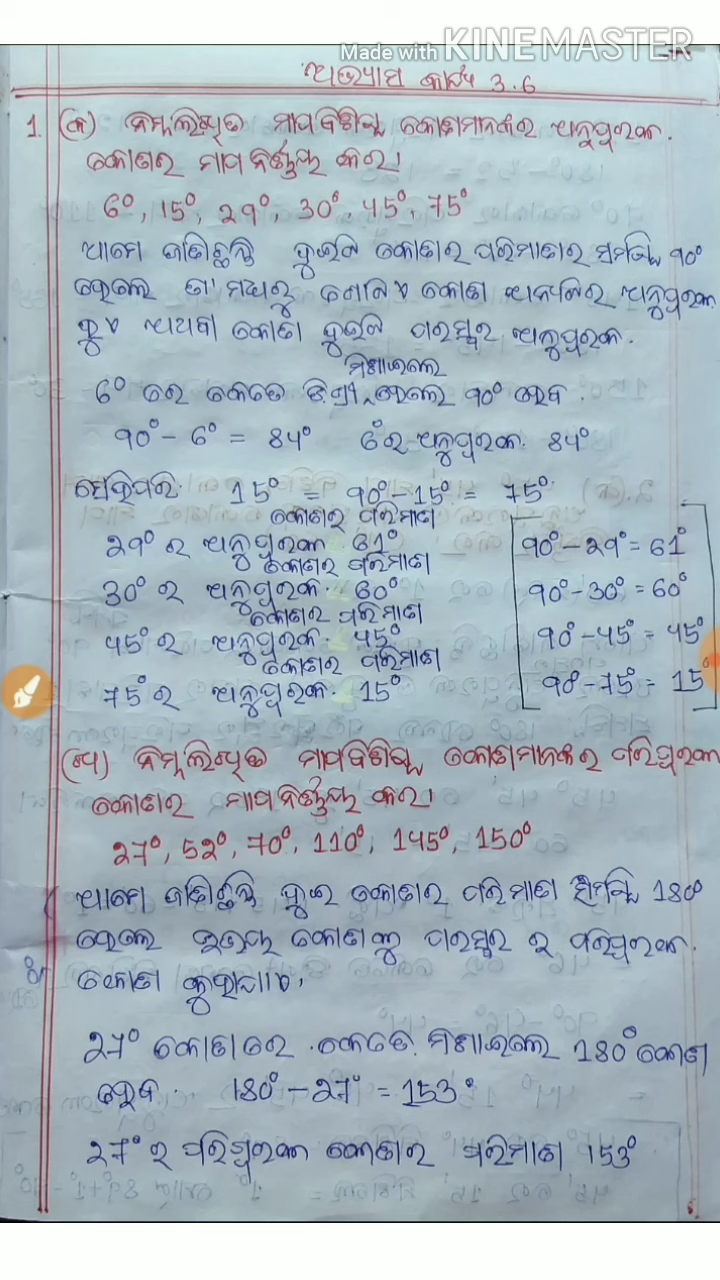 Made with KINEMASTER
ଅଭ୍ୟାସ କାର୍ଯ୍ୟ 3.6
1. (କ) ନିମ୍ନଲିଖିତ ମାପବିଶିଷ୍ଟ କୋଣମାନଙ୍କର ଅନୁପୂରକ
କୋଣର ମାପ ନିର୍ଣ୍ଣୟ କର।
6°, 15°, 29°, 30°, 45°, 75°
ଆମେ ଜାଣିଛନ୍ତି ଦୁଇଟି କୋଣର ପରିମାଣର ସମଷ୍ଟି 90°
ହେଲେ ତା' ମଧ୍ୟରୁ ଗୋଟିଏ କୋଣ ଅନ୍ୟଟିର ଅନୁପୂରକ
ହୁଏ ଅଥବା କୋଣ ଦୁଇଟି ପରସ୍ପର ଅନୁପୂରକ.
ମିଶାଇଲେ
6° ରେ କେତେ ଡିଗ୍ରୀ ହେଲେ 90° ହେବ.
90° - 6° = 84° 6°ର ଅନୁପୂରକ 84°
ସେହିପରି 15° = 90° - 15° = 75°
କୋଣର ପରିମାଣ
29° ର ଅନୁପୂରକ 61° 90° - 29° = 61°
କୋଣର ପରିମାଣ
30° ର ଅନୁପୂରକ 60° 90° - 30° = 60°
କୋଣର ପରିମାଣ
45° ର ଅନୁପୂରକ 45° 90° - 45° = 45°
କୋଣର ପରିମାଣ
75° ର ଅନୁପୂରକ 15° 90° - 75° = 15°
(ଖ) ନିମ୍ନଲିଖିତ ମାପବିଶିଷ୍ଟ କୋଣମାନଙ୍କର ପରିପୂରକ
କୋଣର ମାପ ନିର୍ଣ୍ଣୟ କର।
27°, 52°, 70°, 110°, 145°, 150°
ଆମେ ଜାଣିଛନ୍ତି ଦୁଇ କୋଣର ପରିମାଣ ସମଷ୍ଟି 180°
ହେଲେ ଉଭୟ କୋଣକୁ ପରସ୍ପର ର ପରିପୂରକ
କୋଣ କୁହାଯାଏ.
27° କୋଣରେ କେତେ ମିଶାଇଲେ 180° କୋଣ
ହେବ. 180° - 27° = 153°
27° ର ପରିପୂରକ କୋଣର ପରିମାଣ 153°